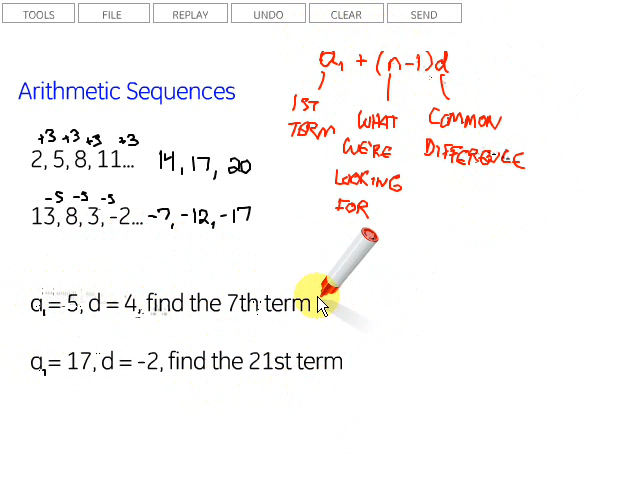 TOOLS FILE REPLAY UNDO CLEAR SEND
a₁ + (n-1)d
Arithmetic Sequences
1ST
TERM
WHAT
WE'RE
LOOKING
FOR
COMMON
DIFFERENCE
+3 +3 +3 +3
2, 5, 8, 11... 14, 17, 20
-5 -5 -5
13, 8, 3, -2... -7, -12, -17
a₁ = 5, d = 4, find the 7th term
a₁ = 17, d = -2, find the 21st term